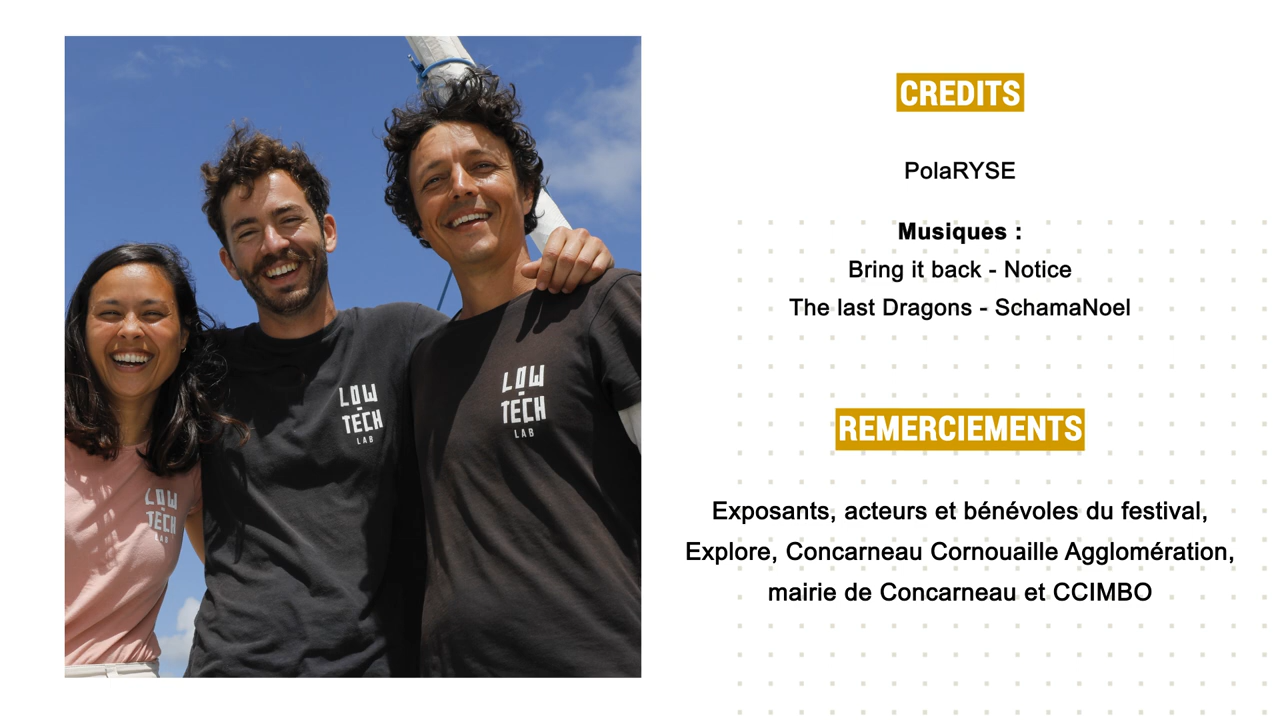 LOW
-
TECH
LAB
LOW
-
TECH
LAB
LOW
-
TECH
LAB
CREDITS
PolaRYSE
Musiques :
Bring it back - Notice
The last Dragons - SchamaNoel
REMERCIEMENTS
Exposants, acteurs et bénévoles du festival,
Explore, Concarneau Cornouaille Agglomération,
mairie de Concarneau et CCIMBO